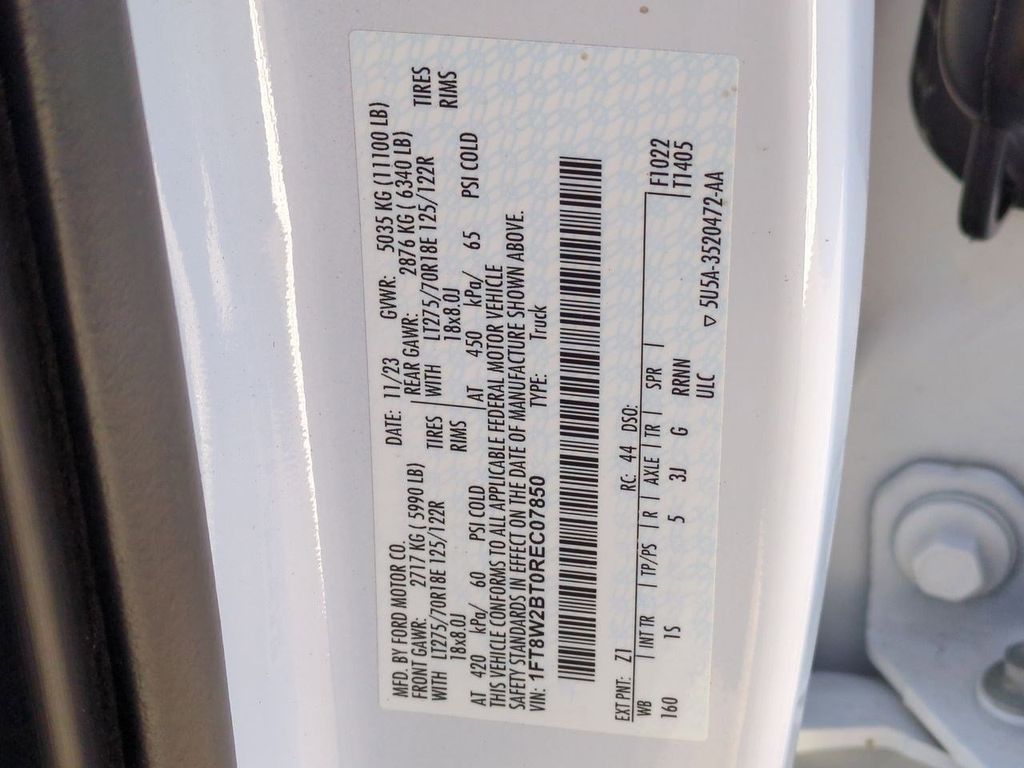 MFD. BY FORD MOTOR CO. DATE: 11/23 GVWR: 5035 KG (11100 LB)
FRONT GAWR: 2717 KG ( 5990 LB) REAR GAWR: 2876 KG ( 6340 LB)
WITH LT275/70R18E 125/122R TIRES WITH LT275/70R18E 125/122R TIRES
18x8.0J RIMS 18x8.0J RIMS
AT 420 kPa/ 60 PSI COLD AT 450 kPa/ 65 PSI COLD
THIS VEHICLE CONFORMS TO ALL APPLICABLE FEDERAL MOTOR VEHICLE
SAFETY STANDARDS IN EFFECT ON THE DATE OF MANUFACTURE SHOWN ABOVE.
VIN: 1FT8W2BT0REC07850 TYPE: Truck
EXT PNT: Z1 RC: 44 DSO:
WB INT TR TP/PS R AXLE TR SPR F1022
160 1S 5 3J G RRNN T1405
ULC ▽ 5U5A-3520472-AA